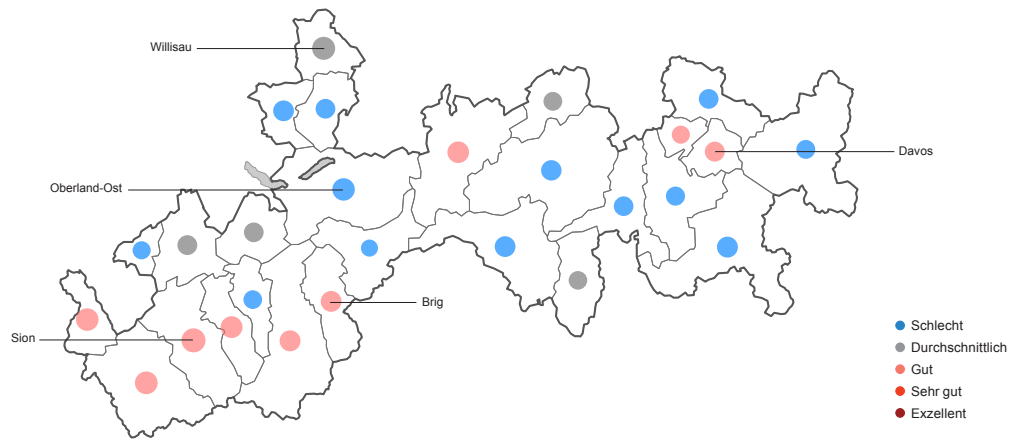 Willisau
Davos
Oberland-Ost
Brig
Sion
Schlecht
Durchschnittlich
Gut
Sehr gut
Exzellent